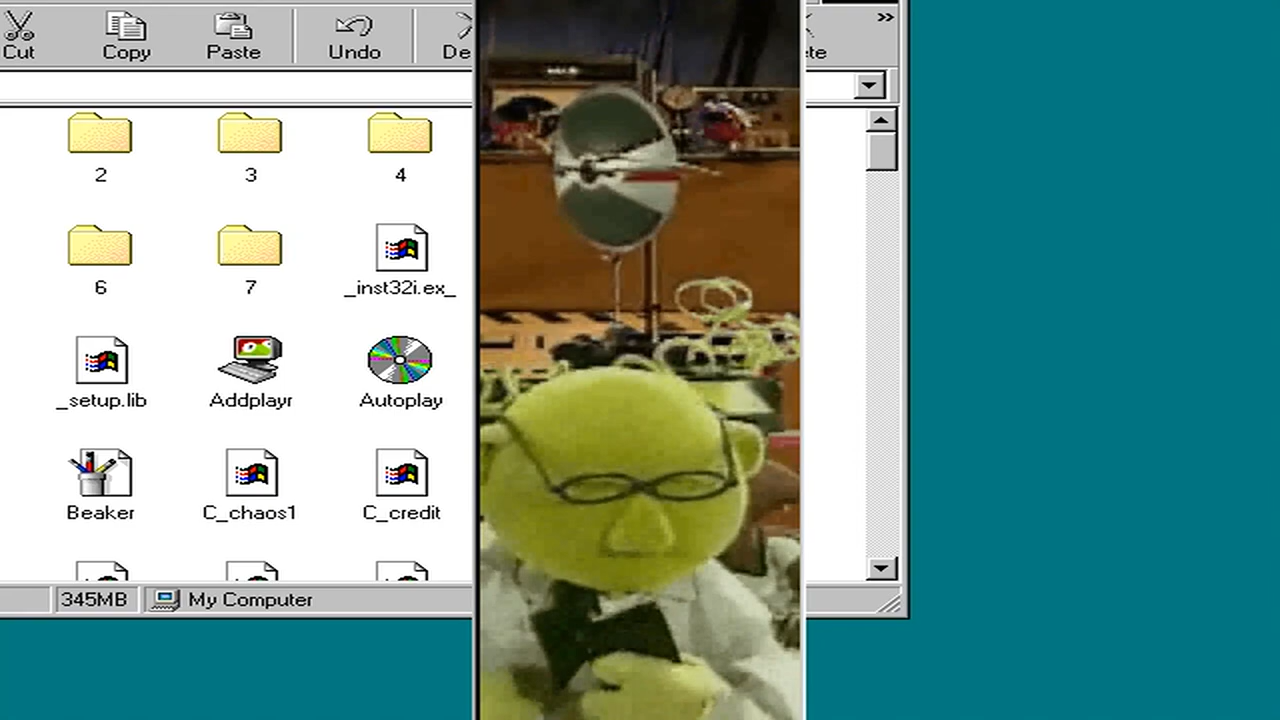 Cut Copy Paste Undo De te »
2 3 4
6 7 _inst32i.ex_
_setup.lib Addplayr Autoplay
Beaker C_chaos1 C_credit
345MB My Computer